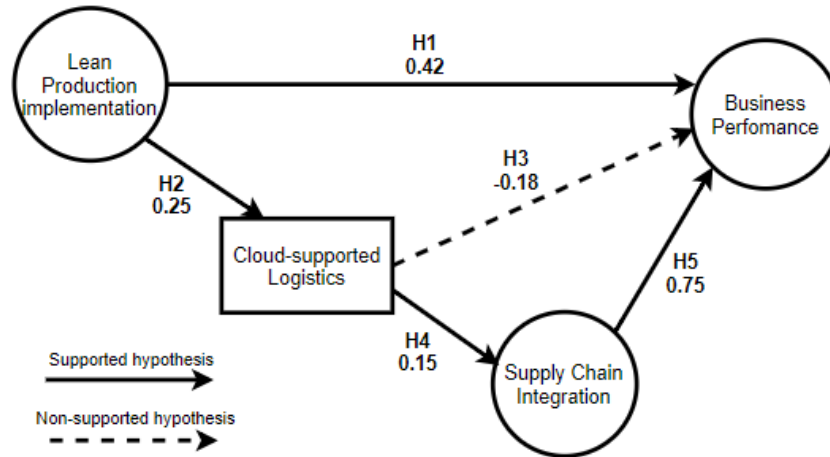 Lean
Production
implementation
H1
0.42
Business
Perfomance
H2
0.25
H3
-0.18
Cloud-supported
Logistics
H5
0.75
H4
0.15
Supply Chain
Integration
Supported hypothesis
Non-supported hypothesis